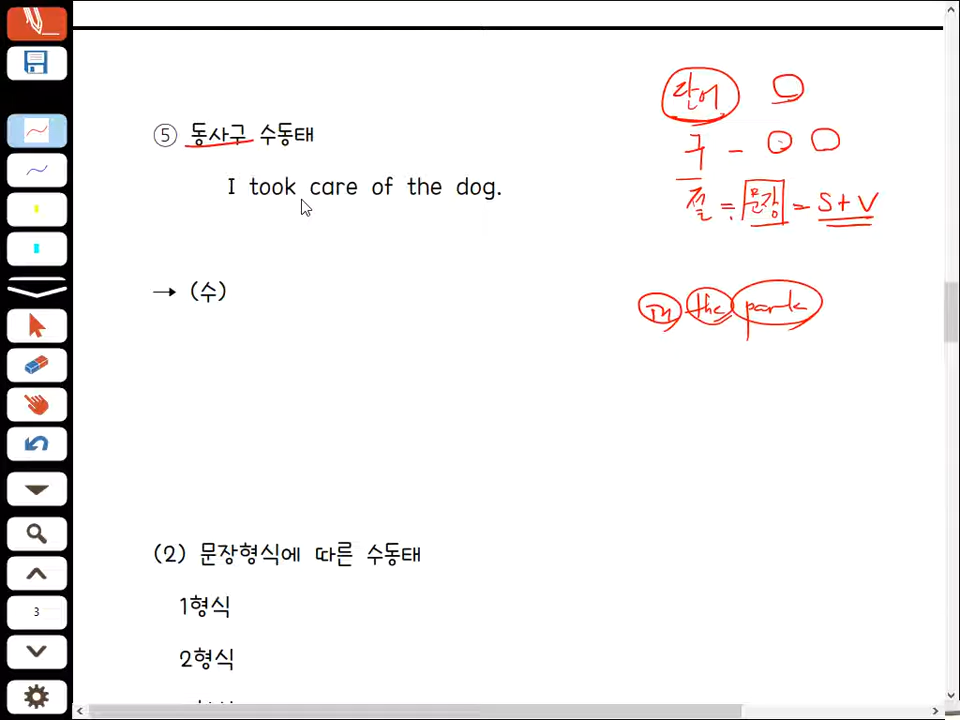 ⑤ 동사구 수동태
I took care of the dog.
→ (수)
(2) 문장형식에 따른 수동태
1형식
2형식
단어
구 -
절 ≒ 문장 = S+V
in the park
3